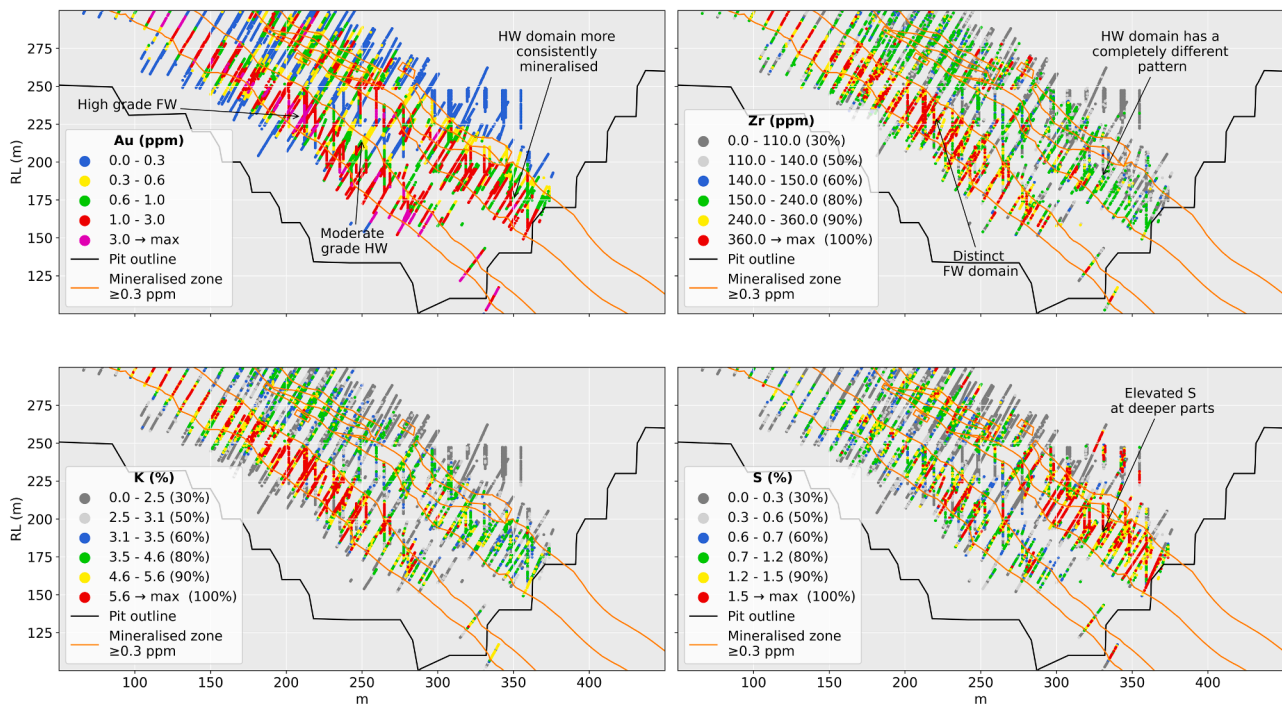 275
250
225
200
175
150
125
RL (m)
HW domain more
consistently
mineralised
High grade FW
Moderate
grade HW
Au (ppm)
0.0 - 0.3
0.3 - 0.6
0.6 - 1.0
1.0 - 3.0
3.0 → max
Pit outline
Mineralised zone
≥0.3 ppm
HW domain has a
completely different
pattern
Distinct
FW domain
Zr (ppm)
0.0 - 110.0 (30%)
110.0 - 140.0 (50%)
140.0 - 150.0 (60%)
150.0 - 240.0 (80%)
240.0 - 360.0 (90%)
360.0 → max (100%)
Pit outline
Mineralised zone
≥0.3 ppm
275
250
225
200
175
150
125
RL (m)
K (%)
0.0 - 2.5 (30%)
2.5 - 3.1 (50%)
3.1 - 3.5 (60%)
3.5 - 4.6 (80%)
4.6 - 5.6 (90%)
5.6 → max (100%)
Pit outline
Mineralised zone
≥0.3 ppm
100 150 200 250 300 350 400
m
Elevated S
at deeper parts
S (%)
0.0 - 0.3 (30%)
0.3 - 0.6 (50%)
0.6 - 0.7 (60%)
0.7 - 1.2 (80%)
1.2 - 1.5 (90%)
1.5 → max (100%)
Pit outline
Mineralised zone
≥0.3 ppm
100 150 200 250 300 350 400
m